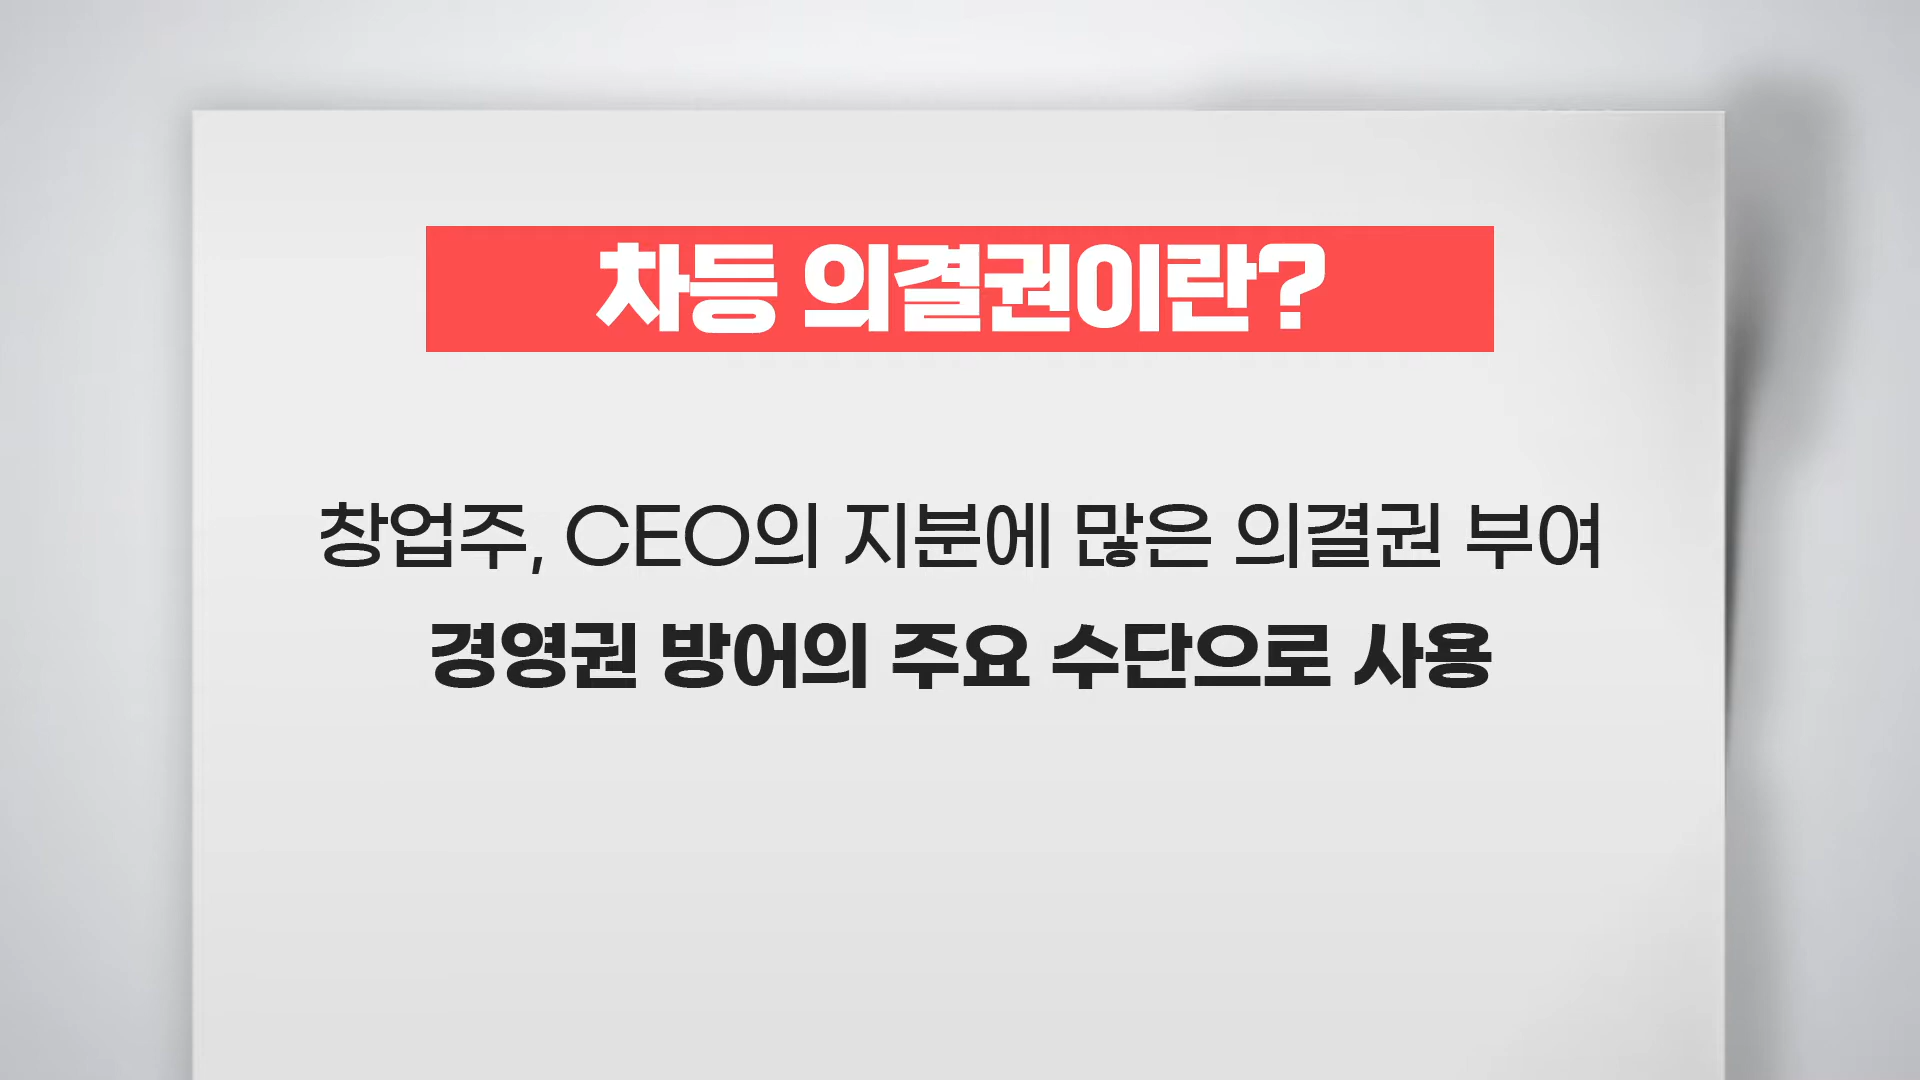 차등 의결권이란?
창업주, CEO의 지분에 많은 의결권 부여
경영권 방어의 주요 수단으로 사용